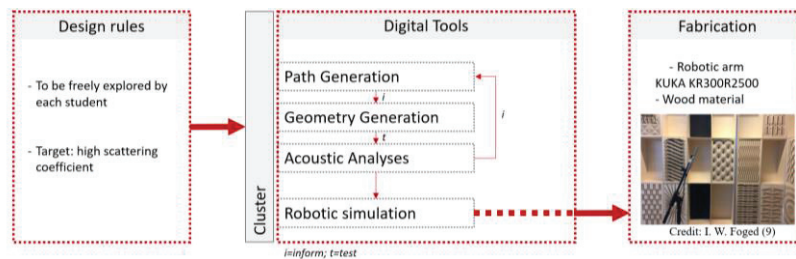 Design rules
- To be freely explored by
each student
- Target: high scattering
coefficient
Cluster
Digital Tools
Path Generation
i
Geometry Generation
t
Acoustic Analyses
i
Robotic simulation
i=inform; t=test
Fabrication
- Robotic arm
KUKA KR300R2500
- Wood material
Credit: I. W. Foged (9)